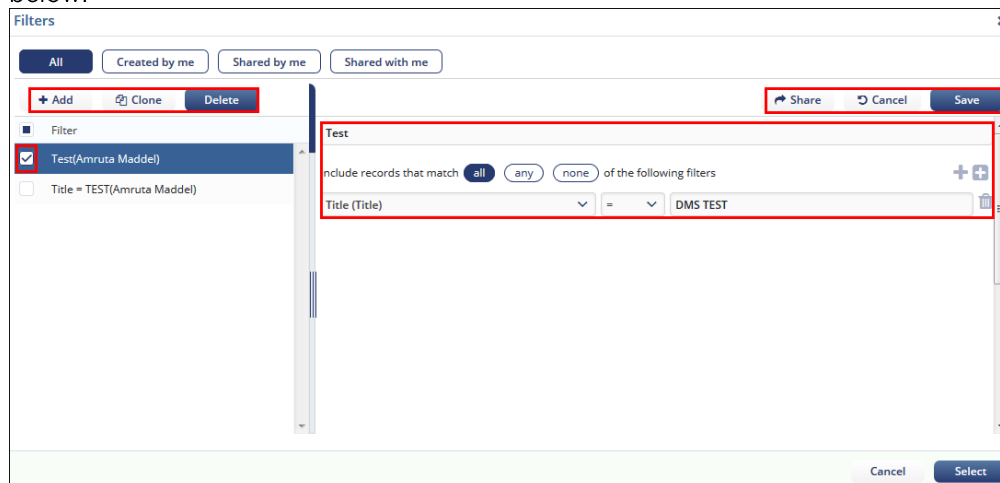 below.
Filters
All Created by me Shared by me Shared with me
+ Add Clone Delete Share Cancel Save
Filter
Test
Test(Amruta Maddel)
nclude records that match all any none of the following filters
Title = TEST(Amruta Maddel)
Title (Title) = DMS TEST
Cancel Select